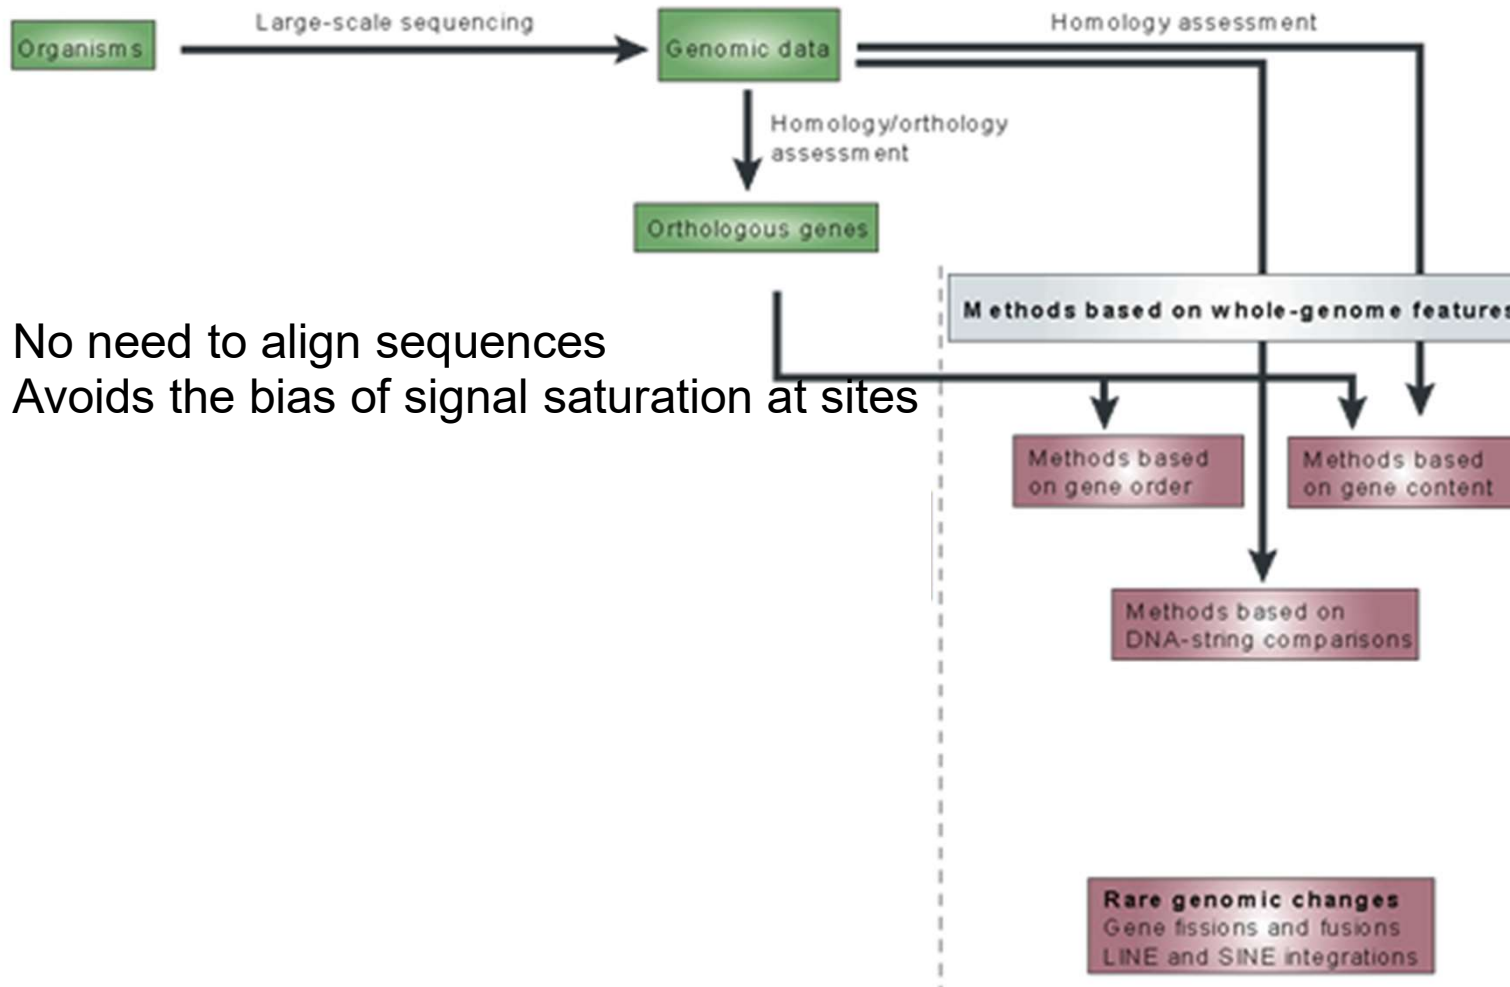 Large-scale sequencing
Homology assessment
Organisms
Genomic data
Homology/orthology
assessment
Orthologous genes
Methods based on whole-genome features
No need to align sequences
Avoids the bias of signal saturation at sites
Methods based
on gene order
Methods based
on gene content
Methods based on
DNA-string comparisons
Rare genomic changes
Gene fissions and fusions
LINE and SINE integrations